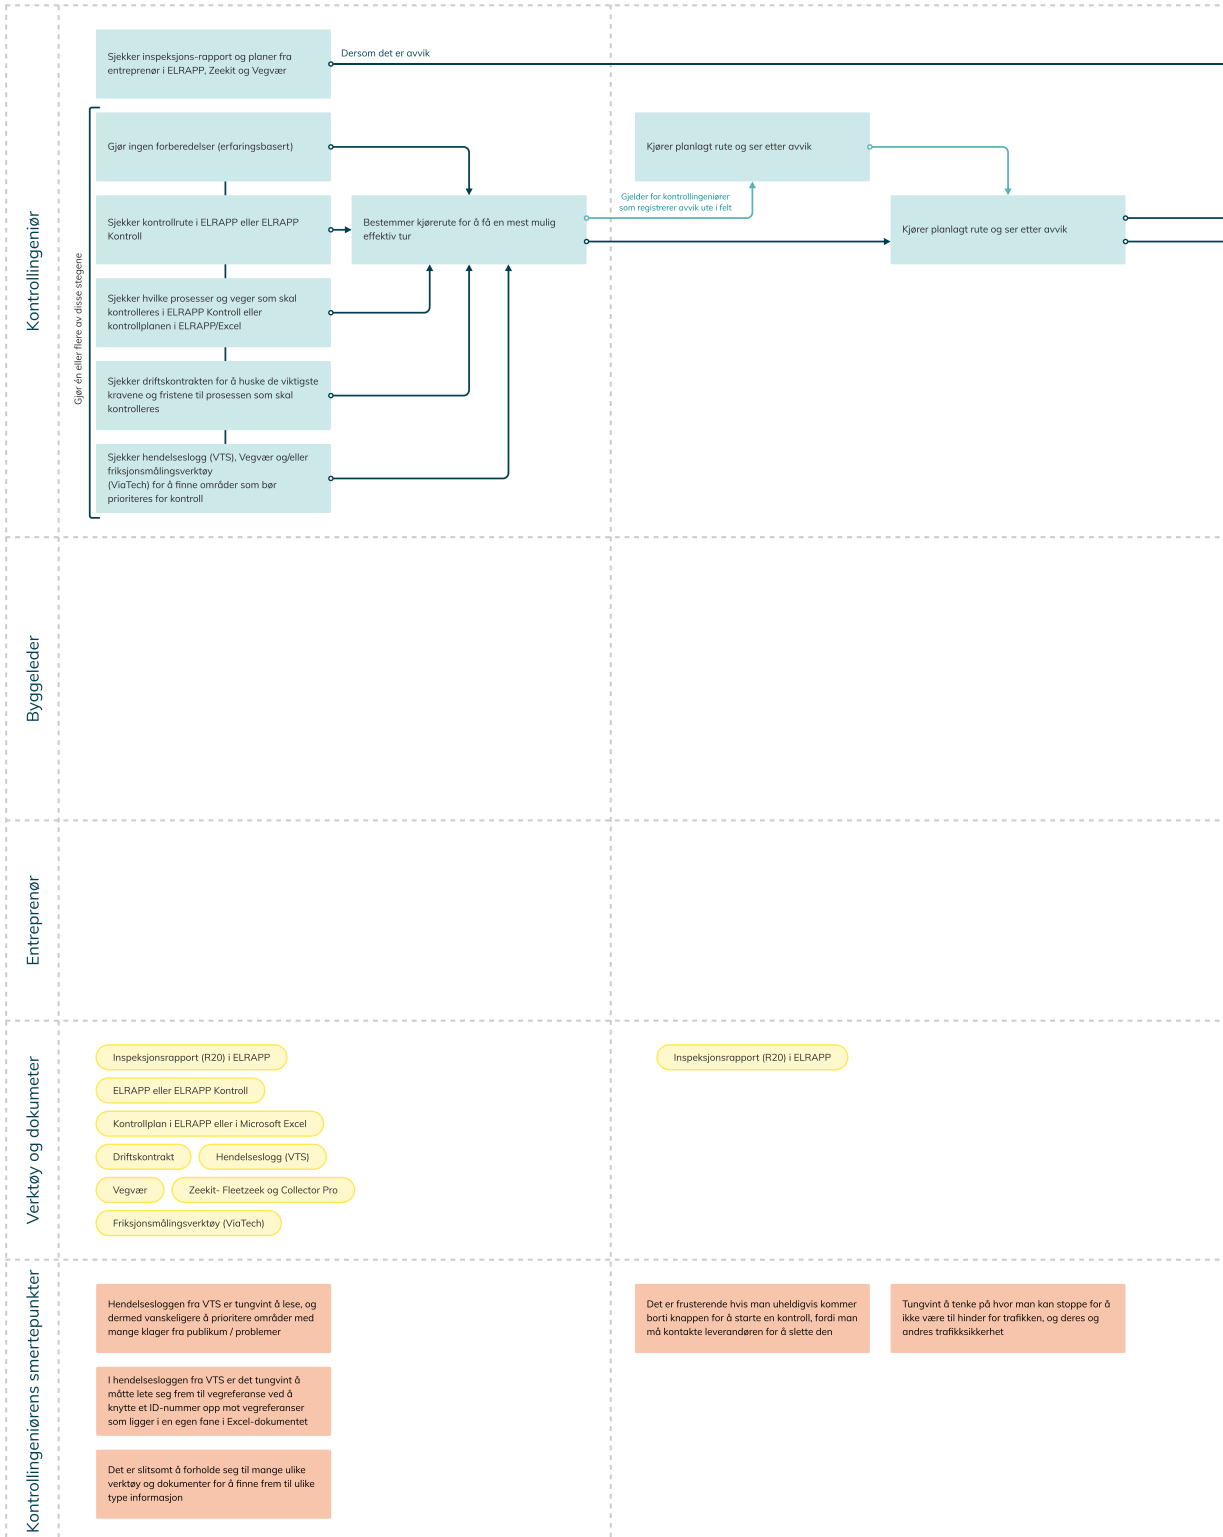 Kontrollingeniør
Sjekker inspeksjons-rapport og planer fra
entreprenør i ELRAPP, Zeekit og Vegvær
Dersom det er avvik
Gjør én eller flere av disse stegene
Gjør ingen forberedelser (erfaringsbasert)
Sjekker kontrollrute i ELRAPP eller ELRAPP
Kontroll
Sjekker hvilke prosesser og veger som skal
kontrolleres i ELRAPP Kontroll eller
kontrollplanen i ELRAPP/Excel
Sjekker driftskontrakten for å huske de viktigste
kravene og fristene til prosessen som skal
kontrolleres
Sjekker hendelseslogg (VTS), Vegvær og/eller
friksjonsmålingsverktøy
(ViaTech) for å finne områder som bør
prioriteres for kontroll
Bestemmer kjørerute for å få en mest mulig
effektiv tur
Gjelder for kontrollingeniører
som registrerer avvik ute i felt
Kjører planlagt rute og ser etter avvik
Kjører planlagt rute og ser etter avvik
Byggeleder
Entreprenør
Verktøy og dokumeter
Inspeksjonsrapport (R20) i ELRAPP
ELRAPP eller ELRAPP Kontroll
Kontrollplan i ELRAPP eller i Microsoft Excel
Driftskontrakt
Hendelseslogg (VTS)
Vegvær
Zeekit- Fleetzeek og Collector Pro
Friksjonsmålingsverktøy (ViaTech)
Inspeksjonsrapport (R20) i ELRAPP
Kontrollingeniørens smertepunkter
Hendelsesloggen fra VTS er tungvint å lese, og
dermed vanskeligere å prioritere områder med
mange klager fra publikum / problemer
I hendelsesloggen fra VTS er det tungvint å
måtte lete seg frem til vegreferanse ved å
knytte et ID-nummer opp mot vegreferanser
som ligger i en egen fane i Excel-dokumentet
Det er slitsomt å forholde seg til mange ulike
verktøy og dokumenter for å finne frem til ulike
type informasjon
Det er frusterende hvis man uheldigvis kommer
borti knappen for å starte en kontroll, fordi man
må kontakte leverandøren for å slette den
Tungvint å tenke på hvor man kan stoppe for å
ikke være til hinder for trafikken, og deres og
andres trafikksikkerhet